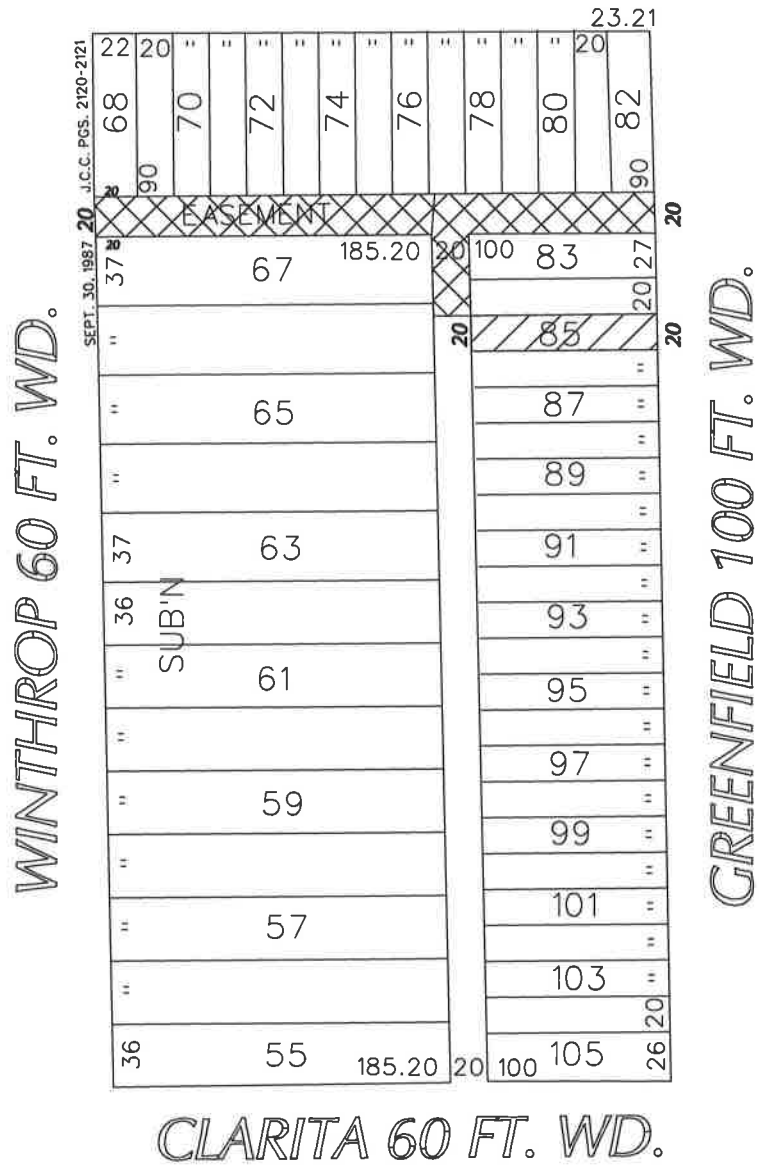 23.21
22 20 " " " " " " " " " " 20
68 70 72 74 76 78 80 82
90 90
J.C.C. PGS. 2120-2121
SEPT. 30, 1987
20
20 EASEMENT 20
20
37 67 185.20 20 100 83 27
20
" 20 85 20
"
" 65 87 "
"
" 89 "
"
37 63 91 "
"
36 SUB'N 93 "
"
" 61 95 "
"
" 97 "
"
" 59 99 "
"
" 101 "
" 57 "
103 "
" 20
36 55 185.20 20 100 105 26
WINTHROP 60 FT. WD.
GREENFIELD 100 FT. WD.
CLARITA 60 FT. WD.